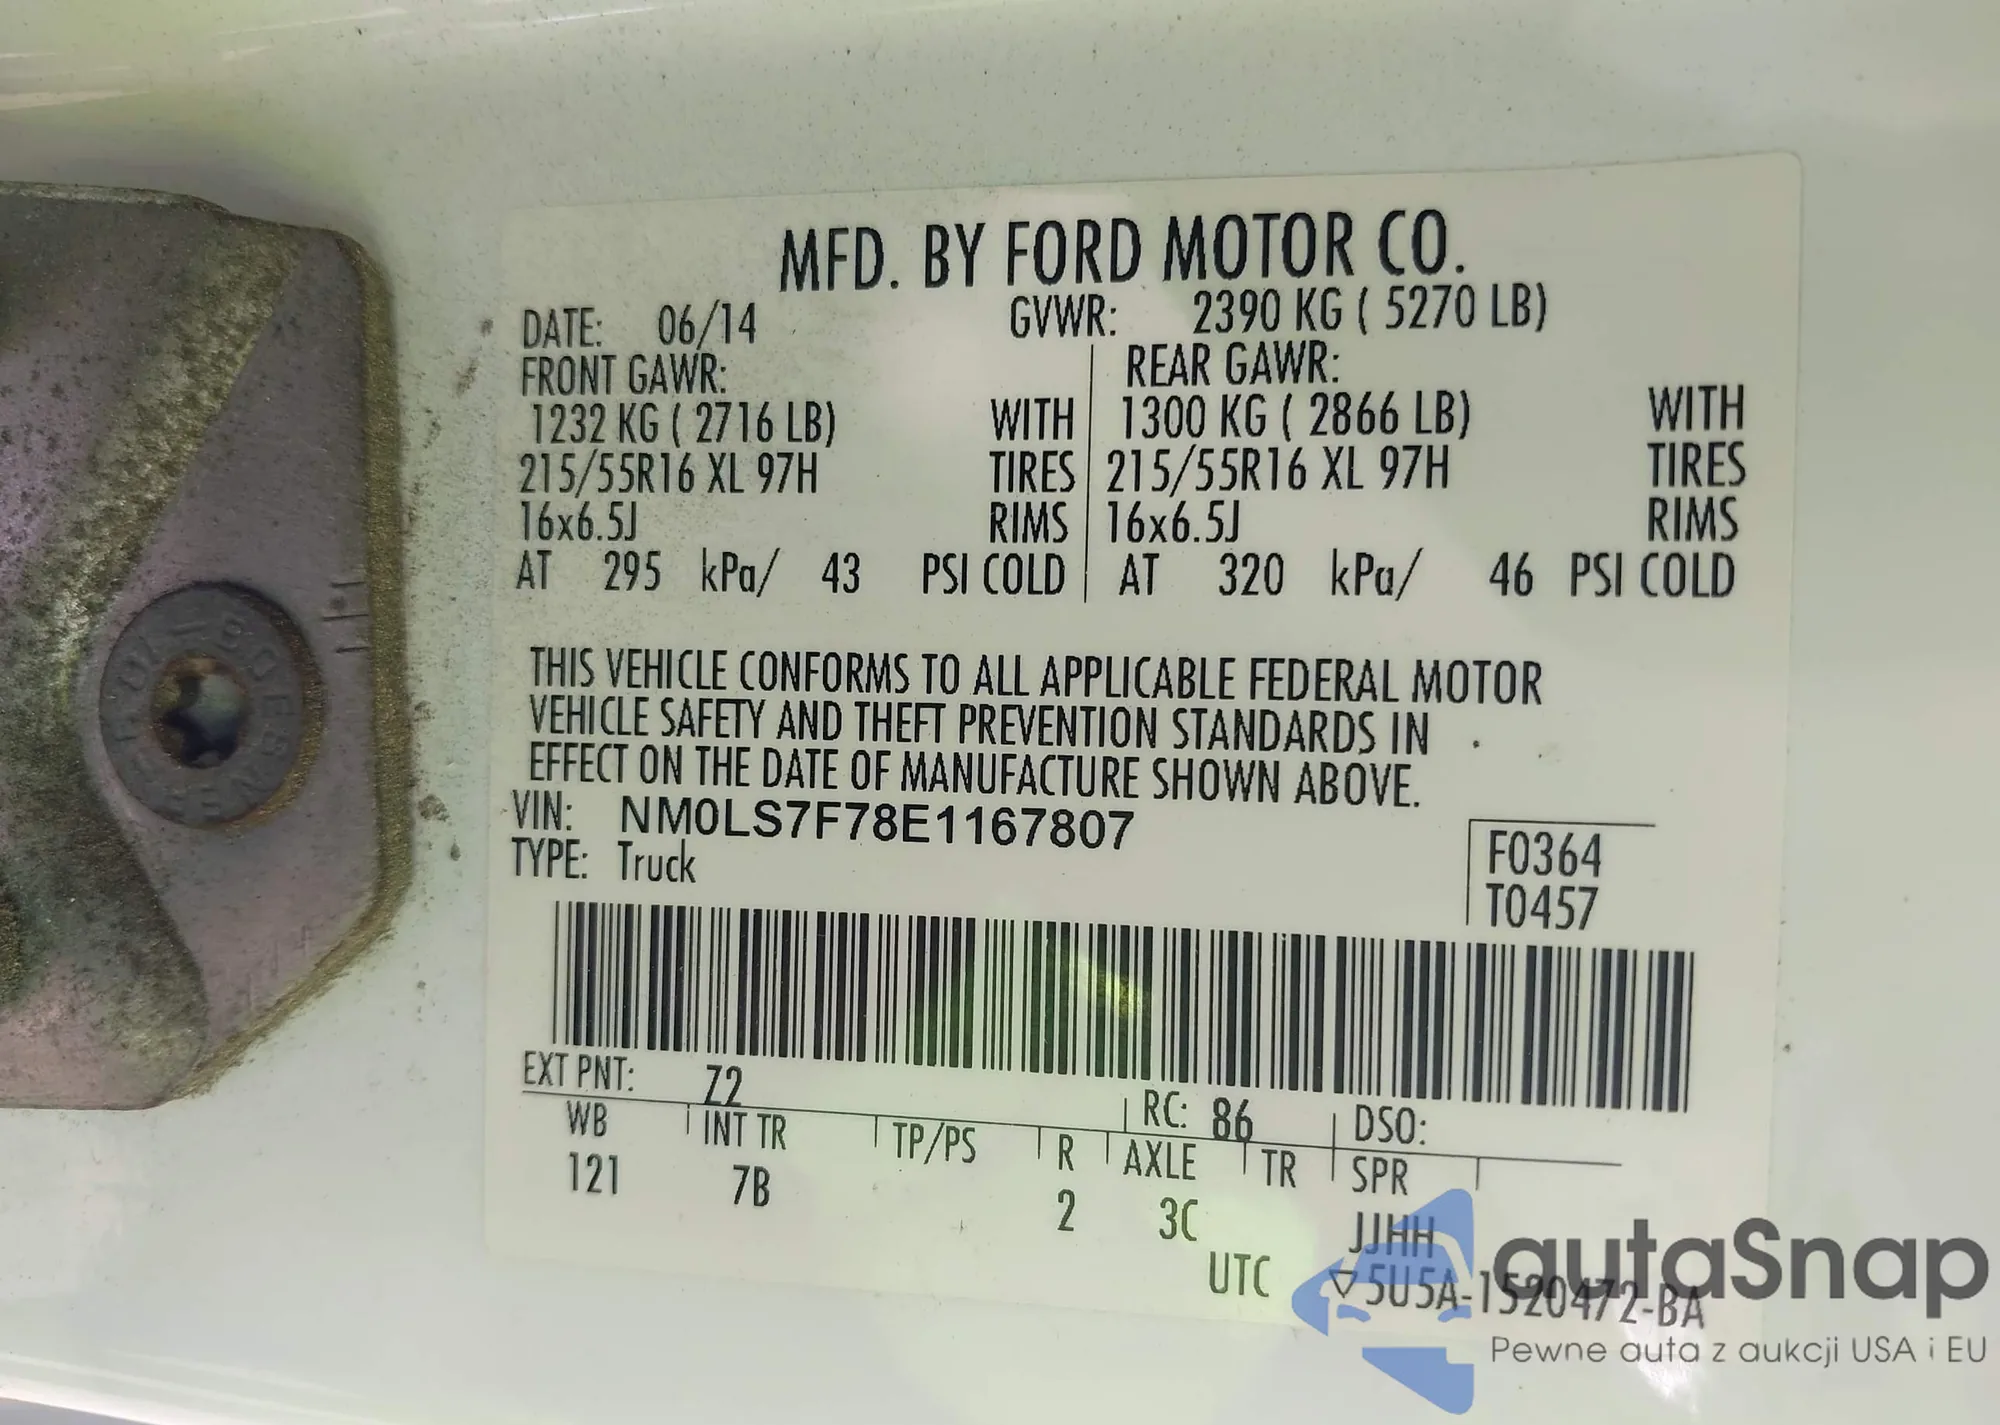 MFD. BY FORD MOTOR CO.
DATE: 06/14 GVWR: 2390 KG ( 5270 LB)
FRONT GAWR: REAR GAWR:
1232 KG ( 2716 LB) WITH 1300 KG ( 2866 LB) WITH
215/55R16 XL 97H TIRES 215/55R16 XL 97H TIRES
16x6.5J RIMS 16x6.5J RIMS
AT 295 kPa/ 43 PSI COLD AT 320 kPa/ 46 PSI COLD
THIS VEHICLE CONFORMS TO ALL APPLICABLE FEDERAL MOTOR
VEHICLE SAFETY AND THEFT PREVENTION STANDARDS IN
EFFECT ON THE DATE OF MANUFACTURE SHOWN ABOVE.
VIN: NM0LS7F78E1167807
TYPE: Truck
F0364
T0457
EXT PNT: Z2 RC: 86 DSO:
WB INT TR TP/PS R AXLE TR SPR
121 7B 2 3C JJHH
UTC ▽5U5A-1520472-BA
autaSnap
Pewne auta z aukcji USA i EU